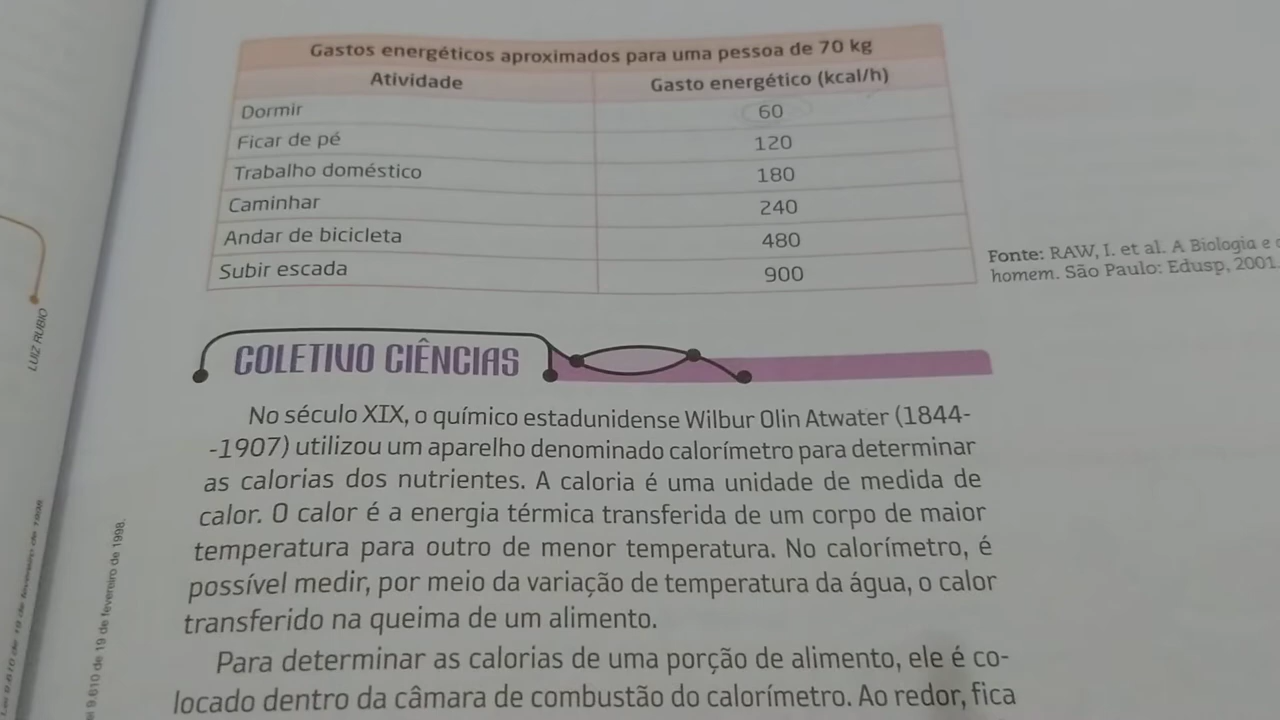 Gastos energéticos aproximados para uma pessoa de 70 kg
Atividade Gasto energético (kcal/h)
Dormir 60
Ficar de pé 120
Trabalho doméstico 180
Caminhar 240
Andar de bicicleta 480
Subir escada 900
Fonte: RAW, I. et al. A Biologia e
homem. São Paulo: Edusp, 2001.
LUIZ RUBIO
COLETIVO CIÊNCIAS
No século XIX, o químico estadunidense Wilbur Olin Atwater (1844-
-1907) utilizou um aparelho denominado calorímetro para determinar
as calorias dos nutrientes. A caloria é uma unidade de medida de
calor. O calor é a energia térmica transferida de um corpo de maior
temperatura para outro de menor temperatura. No calorímetro, é
possível medir, por meio da variação de temperatura da água, o calor
transferido na queima de um alimento.
Para determinar as calorias de uma porção de alimento, ele é co-
locado dentro da câmara de combustão do calorímetro. Ao redor, fica
9.610 de 19 de fevereiro de 1998.